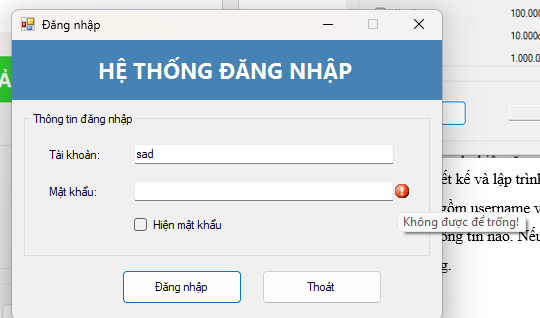 Đăng nhập
HỆ THỐNG ĐĂNG NHẬP
Thông tin đăng nhập
Tài khoản:
sad
Mật khẩu:
Không được để trống!
Hiện mật khẩu
Đăng nhập
Thoát
100.000
10.000
1.000.0
kế và lập trình
gồm username
tin nào. Nếu